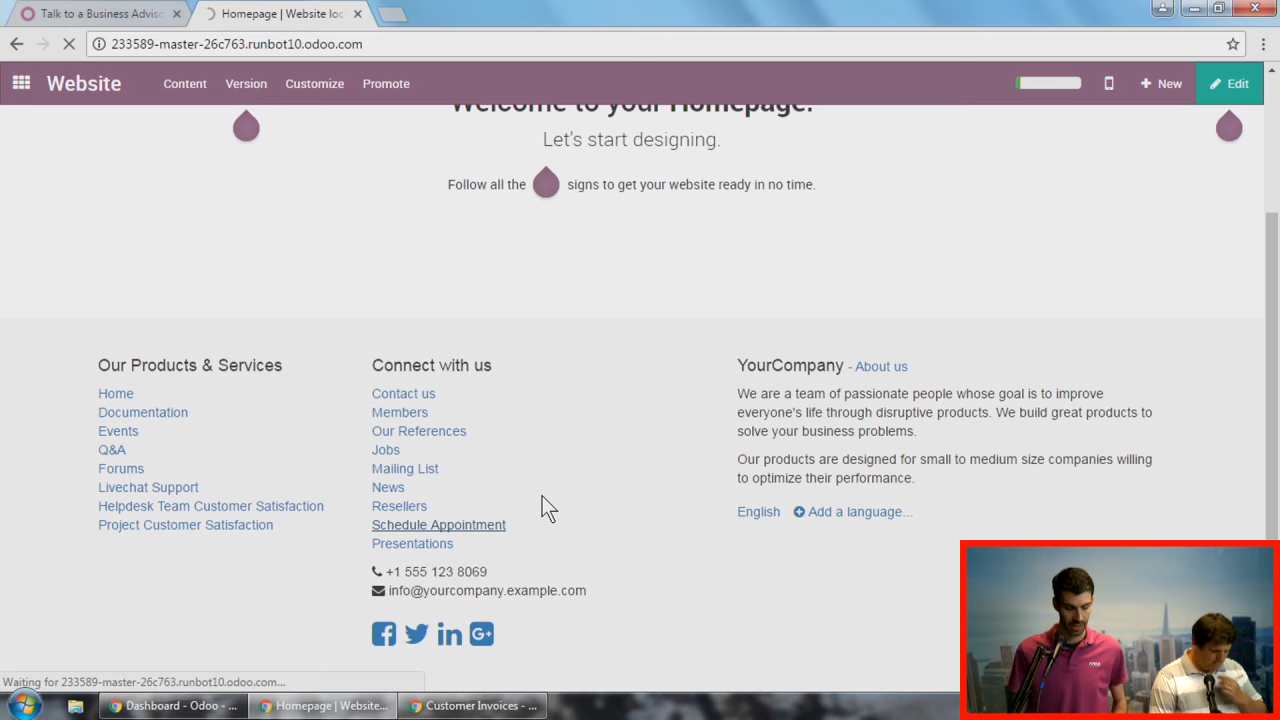 Talk to a Business Adviso
Homepage | Website loc
233589-master-26c763.runbot10.odoo.com
Website
Content
Version
Customize
Promote
New
Edit
Welcome to your Homepage!
Let's start designing.
Follow all the signs to get your website ready in no time.
Our Products & Services
Home
Documentation
Events
Q&A
Forums
Livechat Support
Helpdesk Team Customer Satisfaction
Project Customer Satisfaction
Connect with us
Contact us
Members
Our References
Jobs
Mailing List
News
Resellers
Schedule Appointment
Presentations
+1 555 123 8069
info@yourcompany.example.com
YourCompany - About us
We are a team of passionate people whose goal is to improve
everyone's life through disruptive products. We build great products to
solve your business problems.
Our products are designed for small to medium size companies willing
to optimize their performance.
English Add a language...
Waiting for 233589-master-26c763.runbot10.odoo.com...
Dashboard - Odoo - ...
Homepage | Website...
Customer Invoices - ...